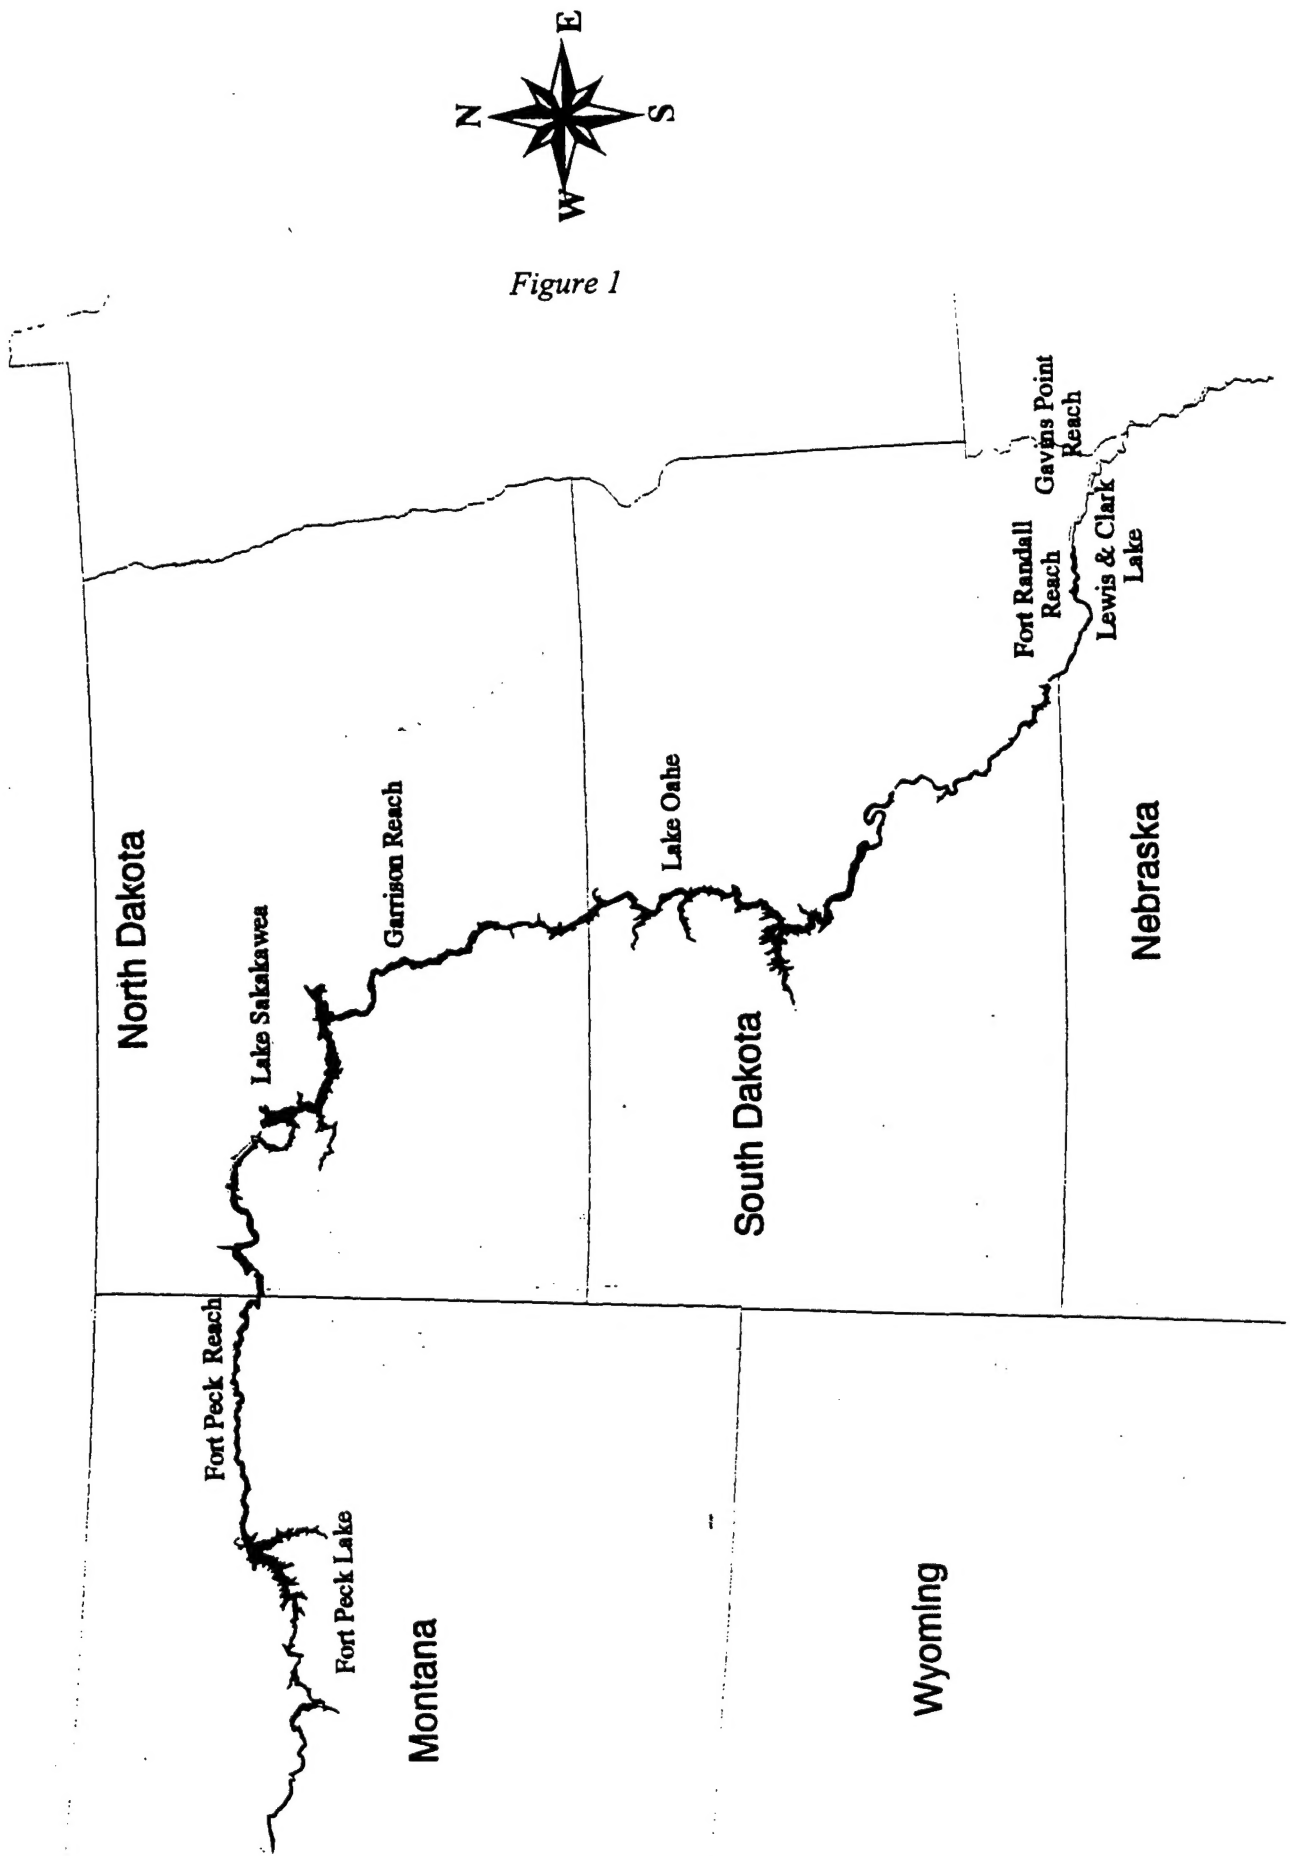 N
W
E
S
Figure 1
North Dakota
Lake Sakakawea
Garrison Reach
Fort Peck Reach
Fort Peck Lake
Montana
Lake Oahe
South Dakota
Wyoming
Nebraska
Fort Randall
Reach
Lewis & Clark
Lake
Gavins Point
Reach